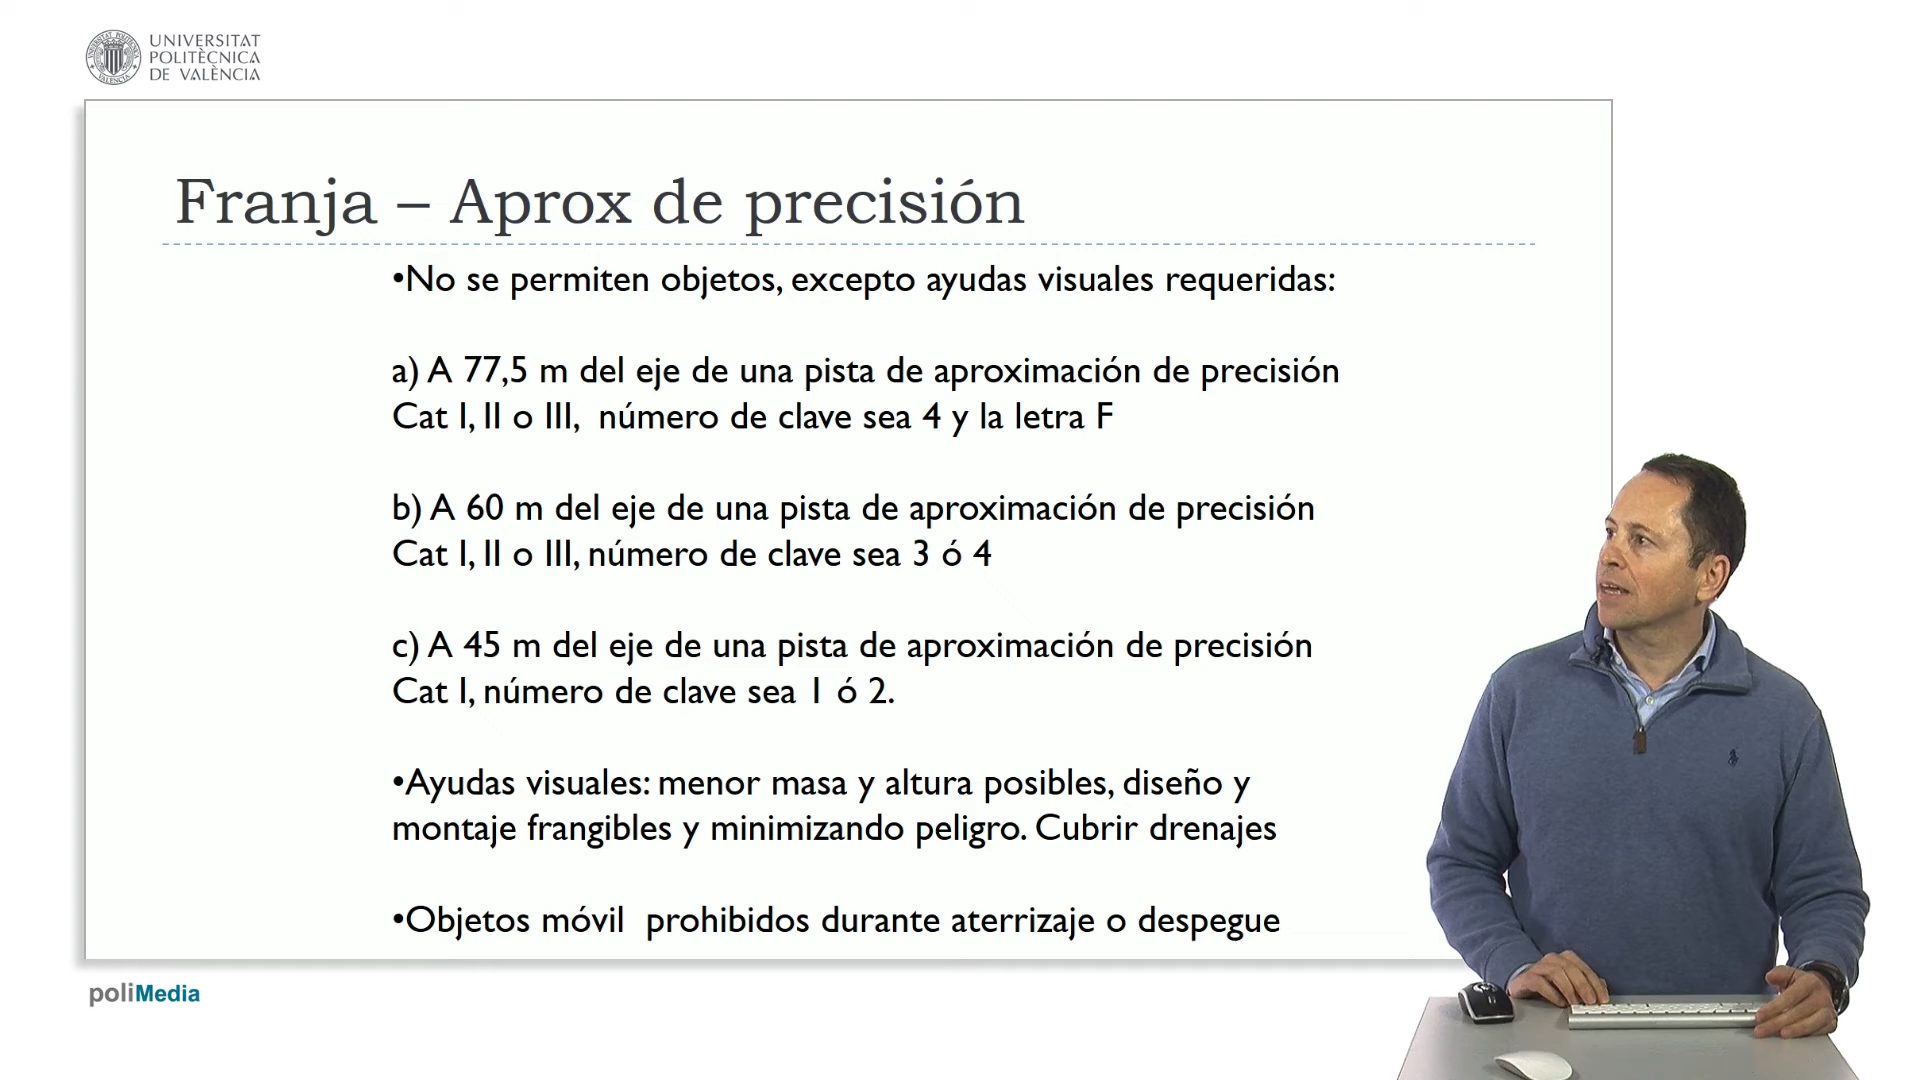 UNIVERSITAT
POLITÈCNICA
DE VALÈNCIA
Franja – Aprox de precisión
•No se permiten objetos, excepto ayudas visuales requeridas:
a) A 77,5 m del eje de una pista de aproximación de precisión
Cat I, II o III, número de clave sea 4 y la letra F
b) A 60 m del eje de una pista de aproximación de precisión
Cat I, II o III, número de clave sea 3 ó 4
c) A 45 m del eje de una pista de aproximación de precisión
Cat I, número de clave sea 1 ó 2.
•Ayudas visuales: menor masa y altura posibles, diseño y
montaje frangibles y minimizando peligro. Cubrir drenajes
•Objetos móvil prohibidos durante aterrizaje o despegue
poliMedia